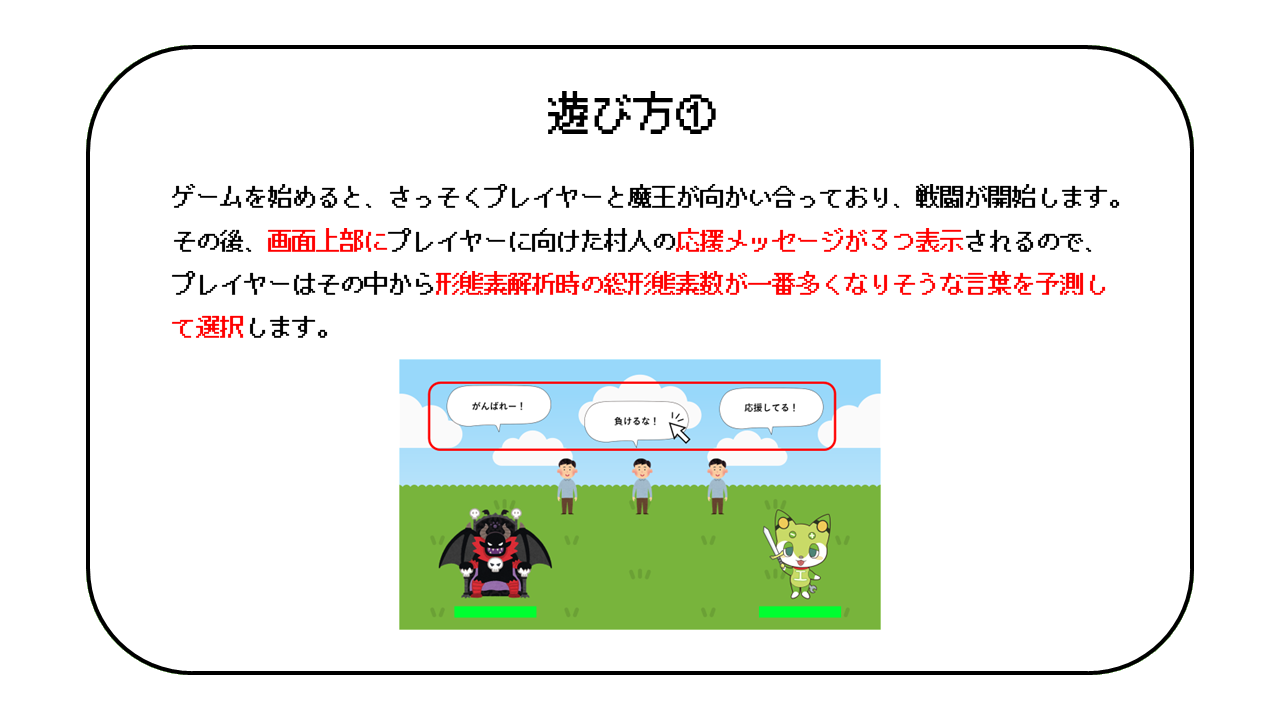 遊び方①
ゲームを始めると、さっそくプレイヤーと魔王が向かい合っており、戦闘が開始します。
その後、画面上部にプレイヤーに向けた村人の応援メッセージが３つ表示されるので、
プレイヤーはその中から形態素解析時の総形態素数が一番多くなりそうな言葉を予測し
て選択します。
がんばれー！
負けるな！
応援してる！
工